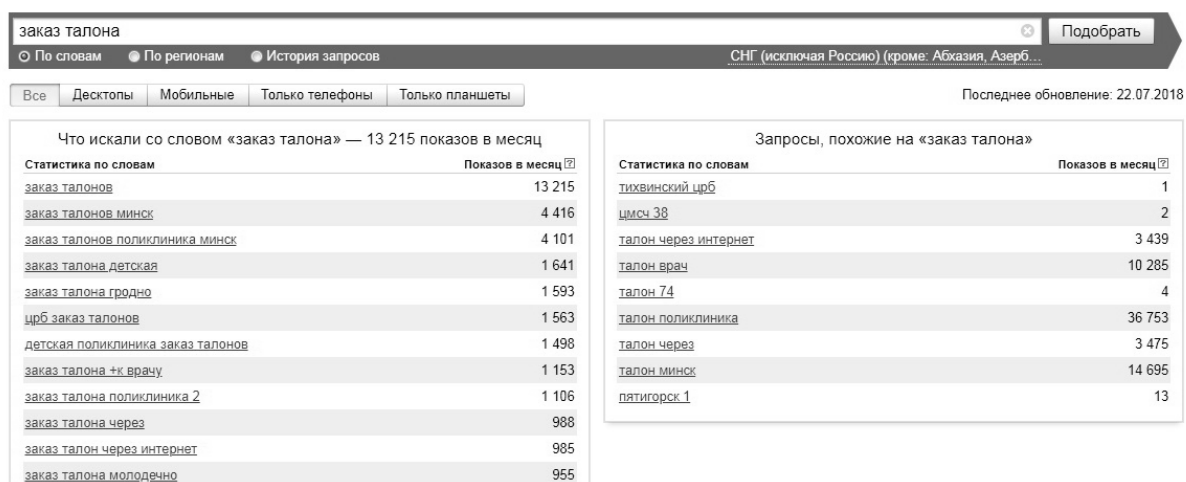 заказ талона
Подобрать
По словам По регионам История запросов СНГ (исключая Россию) (кроме: Абхазия, Азерб...
Все Десктопы Мобильные Только телефоны Только планшеты Последнее обновление: 22.07.2018
Что искали со словом «заказ талона» — 13 215 показов в месяц
Статистика по словам Показов в месяц ?
заказ талонов 13 215
заказ талонов минск 4 416
заказ талонов поликлиника минск 4 101
заказ талона детская 1 641
заказ талона гродно 1 593
црб заказ талонов 1 563
детская поликлиника заказ талонов 1 498
заказ талона +к врачу 1 153
заказ талона поликлиника 2 1 106
заказ талона через 988
заказ талон через интернет 985
заказ талона молодечно 955
Запросы, похожие на «заказ талона»
Статистика по словам Показов в месяц ?
тихвинский црб 1
цмсч 38 2
талон через интернет 3 439
талон врач 10 285
талон 74 4
талон поликлиника 36 753
талон через 3 475
талон минск 14 695
пятигорск 1 13